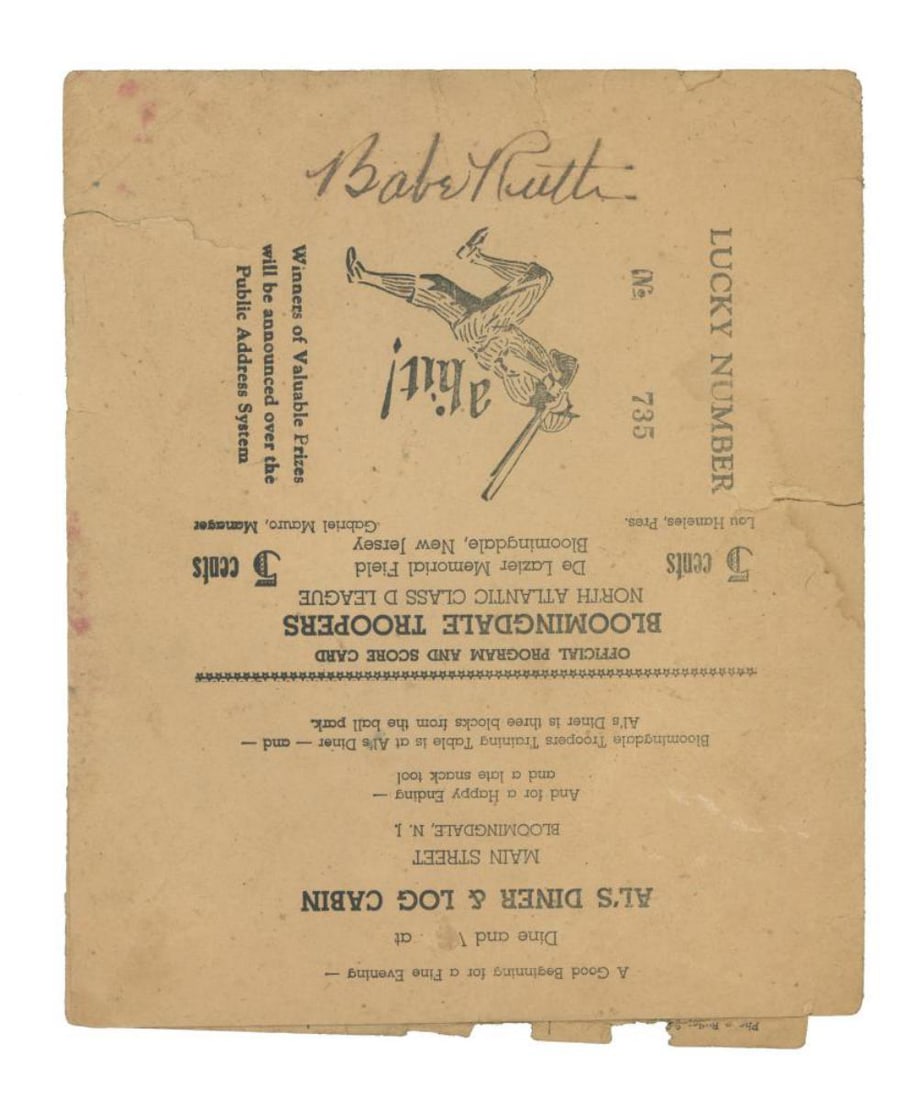 A Good Beginning for a Fine Evening —
Dine and at
AL'S DINER & LOG CABIN
MAIN STREET
BLOOMINGDALE, N. J.
And for a Happy Ending —
and a late snack too!
Bloomingdale Troopers Training Table is at Al's Diner — and —
Al's Diner is three blocks from the ball park.
OFFICIAL PROGRAM AND SCORE CARD
BLOOMINGDALE TROOPERS
NORTH ATLANTIC CLASS D LEAGUE
5 cents
De Lazier Memorial Field
Bloomingdale, New Jersey
5 cents
Lou Haneles, Pres.
Gabriel Mauro, Manager
LUCKY NUMBER
No. 735
a hit!
Winners of Valuable Prizes
will be announced over the
Public Address System
Babe Ruth